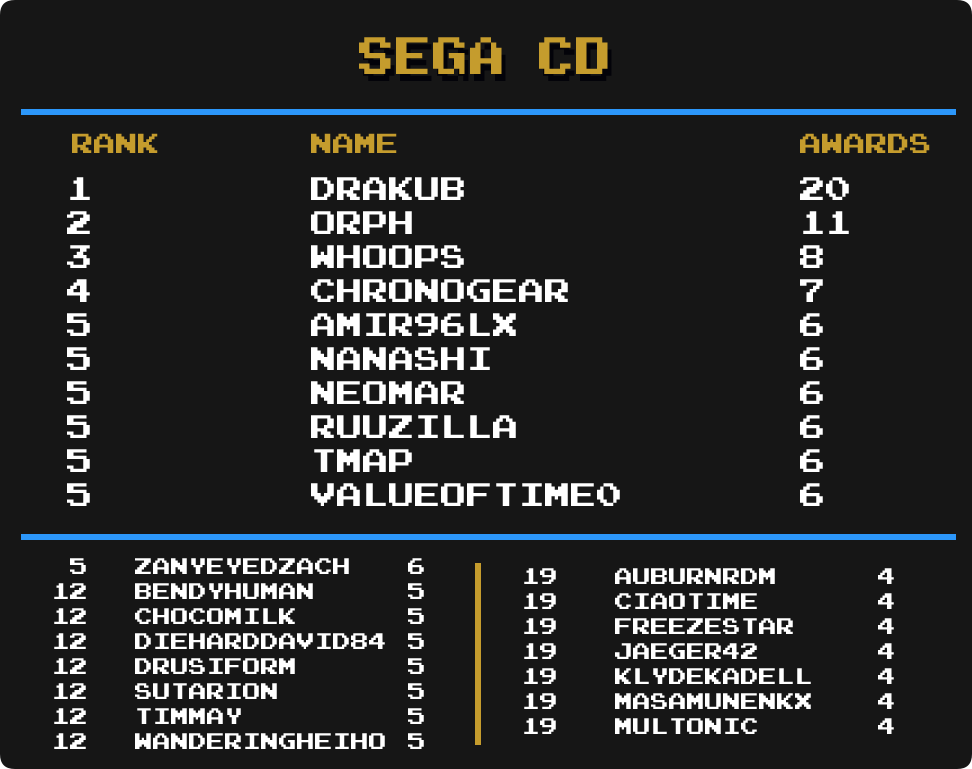 SEGA CD
RANK NAME AWARDS
1 DRAKUB 20
2 ORPH 11
3 WHOOPS 8
4 CHRONOGEAR 7
5 AMIR96LX 6
5 NANASHI 6
5 NEOMAR 6
5 RUUZILLA 6
5 TMAP 6
5 VALUEOFTIME0 6
5 ZANYEYEDZACH 6
12 BENDYHUMAN 5
12 CHOCOMILK 5
12 DIEHARDDAVID84 5
12 DRUSIFORM 5
12 SUTARION 5
12 TIMMAY 5
12 WANDERINGHEIHO 5
19 AUBURNRDM 4
19 CIAOTIME 4
19 FREEZESTAR 4
19 JAEGER42 4
19 KLYDEKADELL 4
19 MASAMUNENKX 4
19 MULTONIC 4